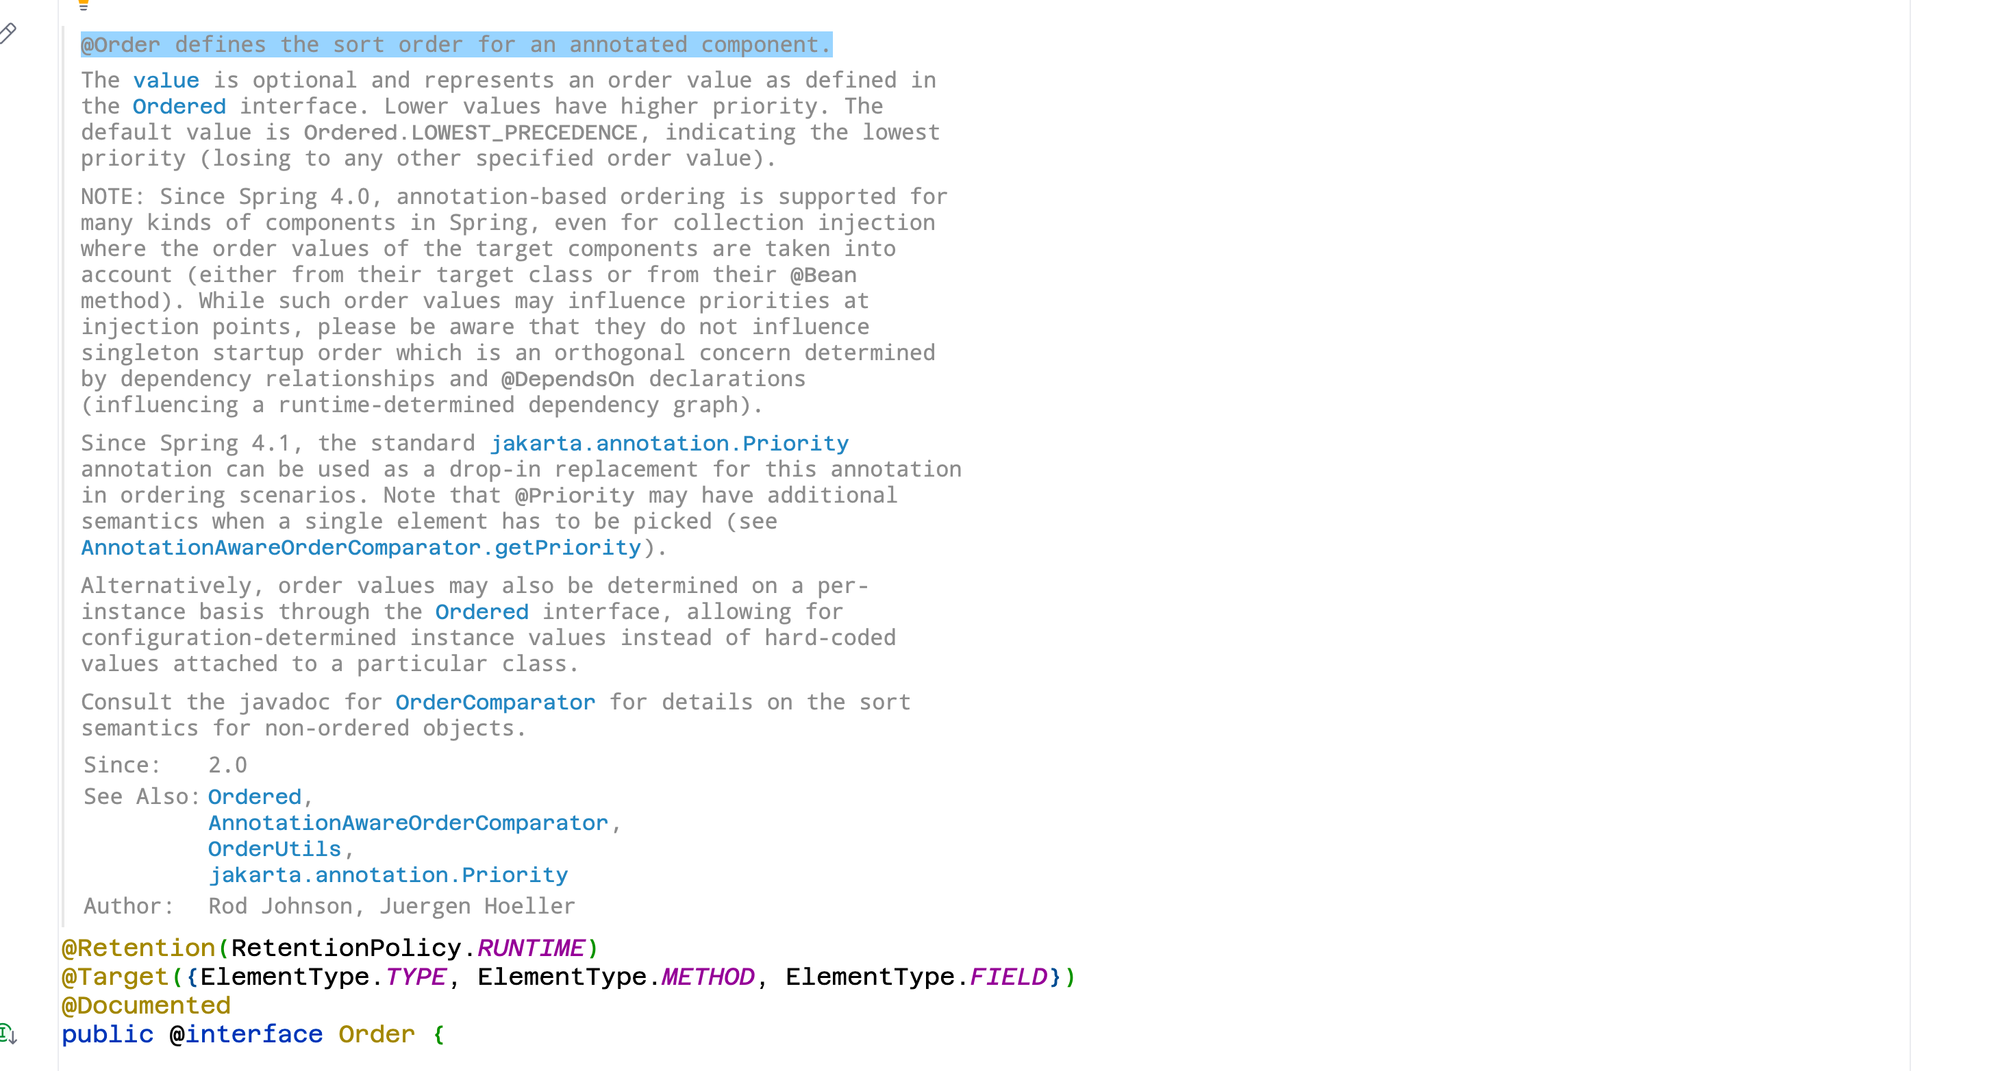 @Order defines the sort order for an annotated component.
The value is optional and represents an order value as defined in
the Ordered interface. Lower values have higher priority. The
default value is Ordered.LOWEST_PRECEDENCE, indicating the lowest
priority (losing to any other specified order value).
NOTE: Since Spring 4.0, annotation-based ordering is supported for
many kinds of components in Spring, even for collection injection
where the order values of the target components are taken into
account (either from their target class or from their @Bean
method). While such order values may influence priorities at
injection points, please be aware that they do not influence
singleton startup order which is an orthogonal concern determined
by dependency relationships and @DependsOn declarations
(influencing a runtime-determined dependency graph).
Since Spring 4.1, the standard jakarta.annotation.Priority
annotation can be used as a drop-in replacement for this annotation
in ordering scenarios. Note that @Priority may have additional
semantics when a single element has to be picked (see
AnnotationAwareOrderComparator.getPriority).
Alternatively, order values may also be determined on a per-
instance basis through the Ordered interface, allowing for
configuration-determined instance values instead of hard-coded
values attached to a particular class.
Consult the javadoc for OrderComparator for details on the sort
semantics for non-ordered objects.
Since: 2.0
See Also: Ordered,
AnnotationAwareOrderComparator,
OrderUtils,
jakarta.annotation.Priority
Author: Rod Johnson, Juergen Hoeller
@Retention(RetentionPolicy.RUNTIME)
@Target({ElementType.TYPE, ElementType.METHOD, ElementType.FIELD})
@Documented
public @interface Order {